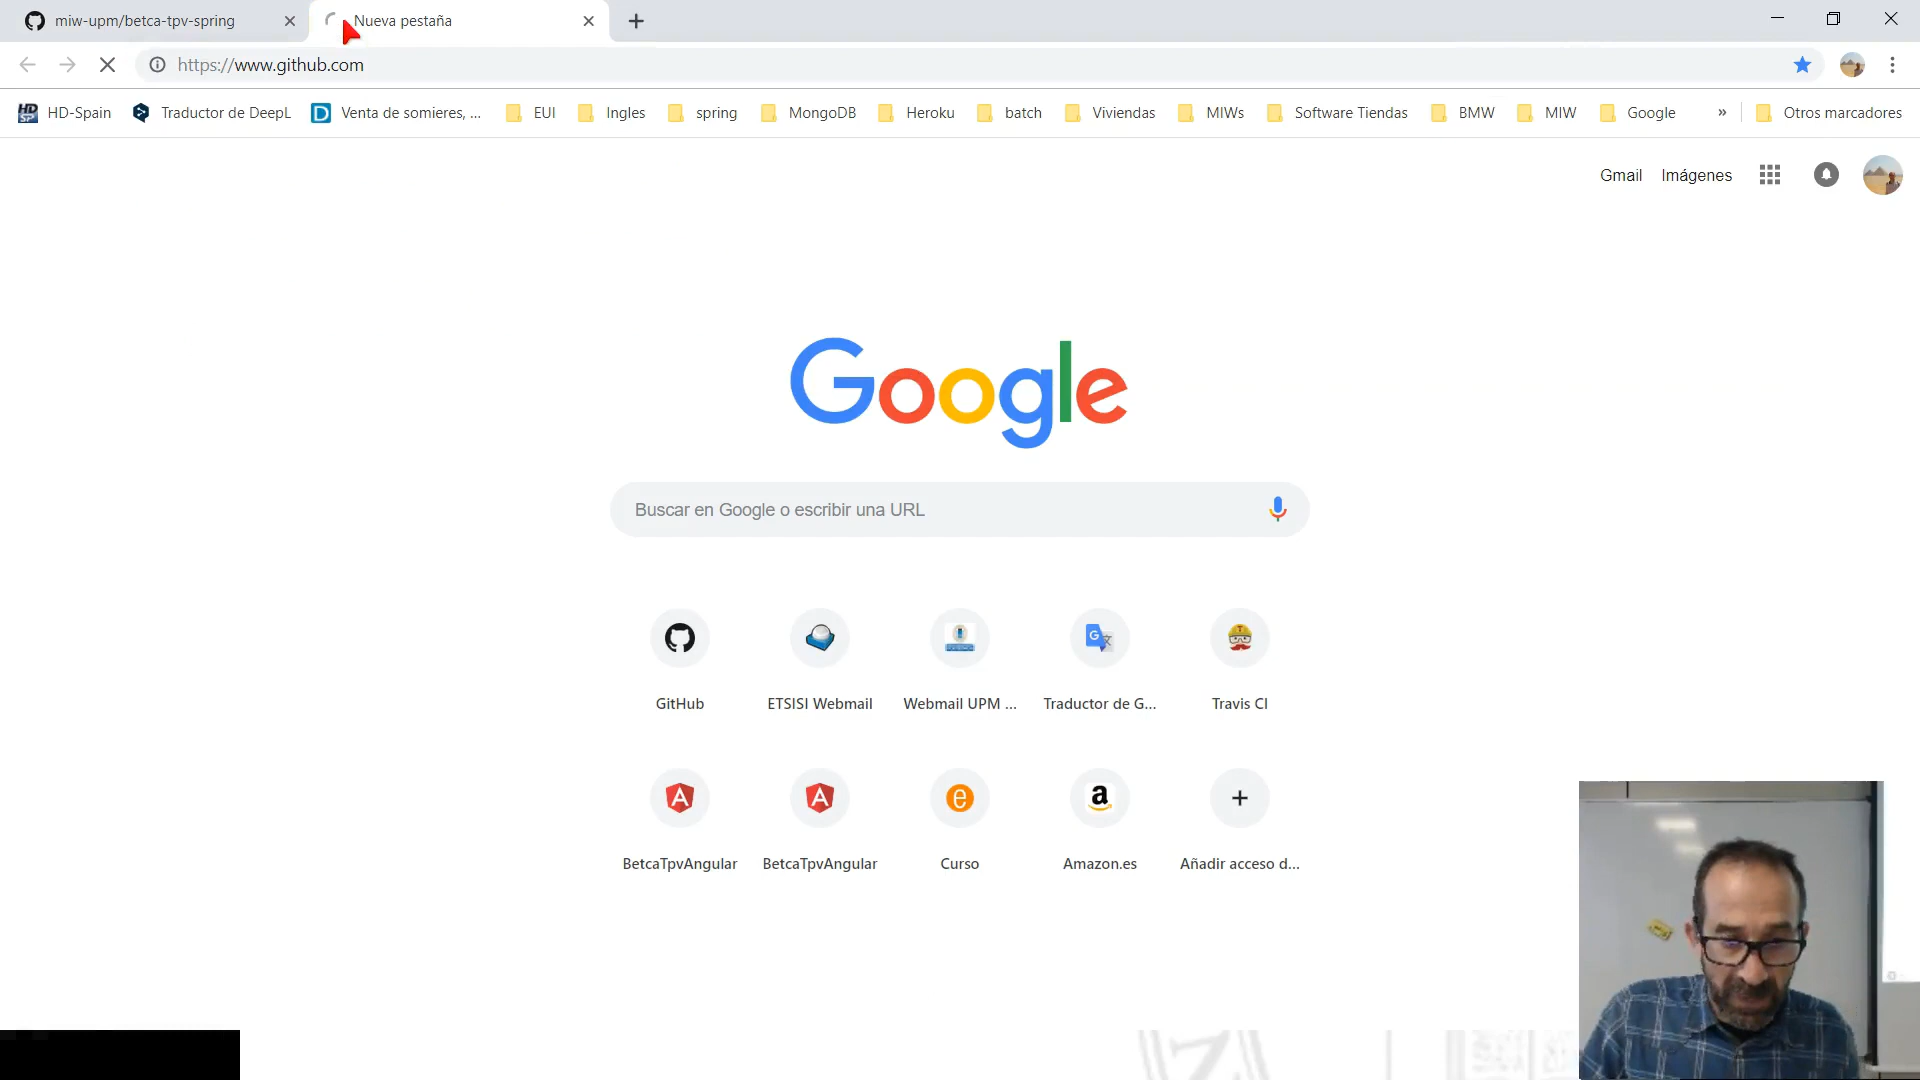 miw-upm/betca-tpv-spring
Nueva pestaña
https://www.github.com
HD-Spain
Traductor de DeepL
Venta de somieres, ...
EUI
Ingles
spring
MongoDB
Heroku
batch
Viviendas
MIWs
Software Tiendas
BMW
MIW
Google
»
Otros marcadores
Gmail
Imágenes
Google
Buscar en Google o escribir una URL
GitHub
ETSISI Webmail
Webmail UPM ...
Traductor de G...
Travis CI
BetcaTpvAngular
BetcaTpvAngular
Curso
Amazon.es
Añadir acceso d...